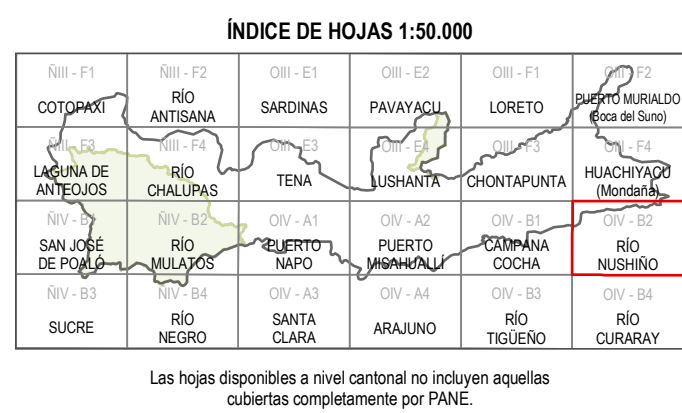 ÍNDICE DE HOJAS 1:50.000
ÑIII - F1
ÑIII - F2
OIII - E1
OIII - E2
OIII - F1
OIII - F2
COTOPAXI
RÍO
ANTISANA
SARDINAS
PAVAYACU
LORETO
PUERTO MURIALDO
(Boca del Suno)
ÑIII - F3
ÑIII - F4
OIII - E3
OIII - E4
OIII - F3
OIII - F4
LAGUNA DE
ANTEOJOS
RÍO
CHALUPAS
TENA
LUSHANTA
CHONTAPUNTA
HUACHIYACU
(Mondaña)
ÑIV - B1
ÑIV - B2
OIV - A1
OIV - A2
OIV - B1
OIV - B2
SAN JOSÉ
DE POALÓ
RÍO
MULATOS
PUERTO
NAPO
PUERTO
MISAHUALLÍ
CAMPANA
COCHA
RÍO
NUSHIÑO
ÑIV - B3
ÑIV - B4
OIV - A3
OIV - A4
OIV - B3
OIV - B4
SUCRE
RÍO
NEGRO
SANTA
CLARA
ARAJUNO
RÍO
TIGÜEÑO
RÍO
CURARAY
Las hojas disponibles a nivel cantonal no incluyen aquellas
cubiertas completamente por PANE.